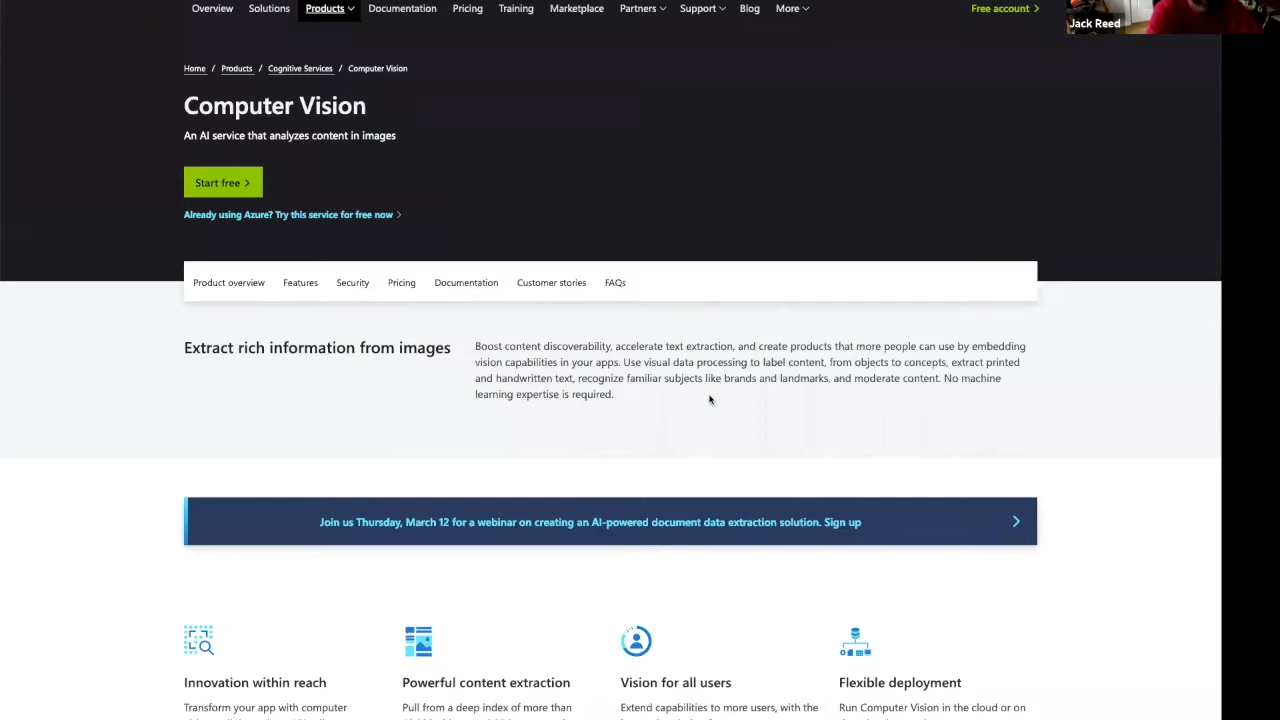 Overview Solutions Products Documentation Pricing Training Marketplace Partners Support Blog More Free account
Jack Reed
Home / Products / Cognitive Services / Computer Vision
Computer Vision
An AI service that analyzes content in images
Start free
Already using Azure? Try this service for free now
Product overview Features Security Pricing Documentation Customer stories FAQs
Extract rich information from images
Boost content discoverability, accelerate text extraction, and create products that more people can use by embedding
vision capabilities in your apps. Use visual data processing to label content, from objects to concepts, extract printed
and handwritten text, recognize familiar subjects like brands and landmarks, and moderate content. No machine
learning expertise is required.
Join us Thursday, March 12 for a webinar on creating an AI-powered document data extraction solution. Sign up
Innovation within reach
Transform your app with computer
Powerful content extraction
Pull from a deep index of more than
Vision for all users
Extend capabilities to more users, with the
Flexible deployment
Run Computer Vision in the cloud or on